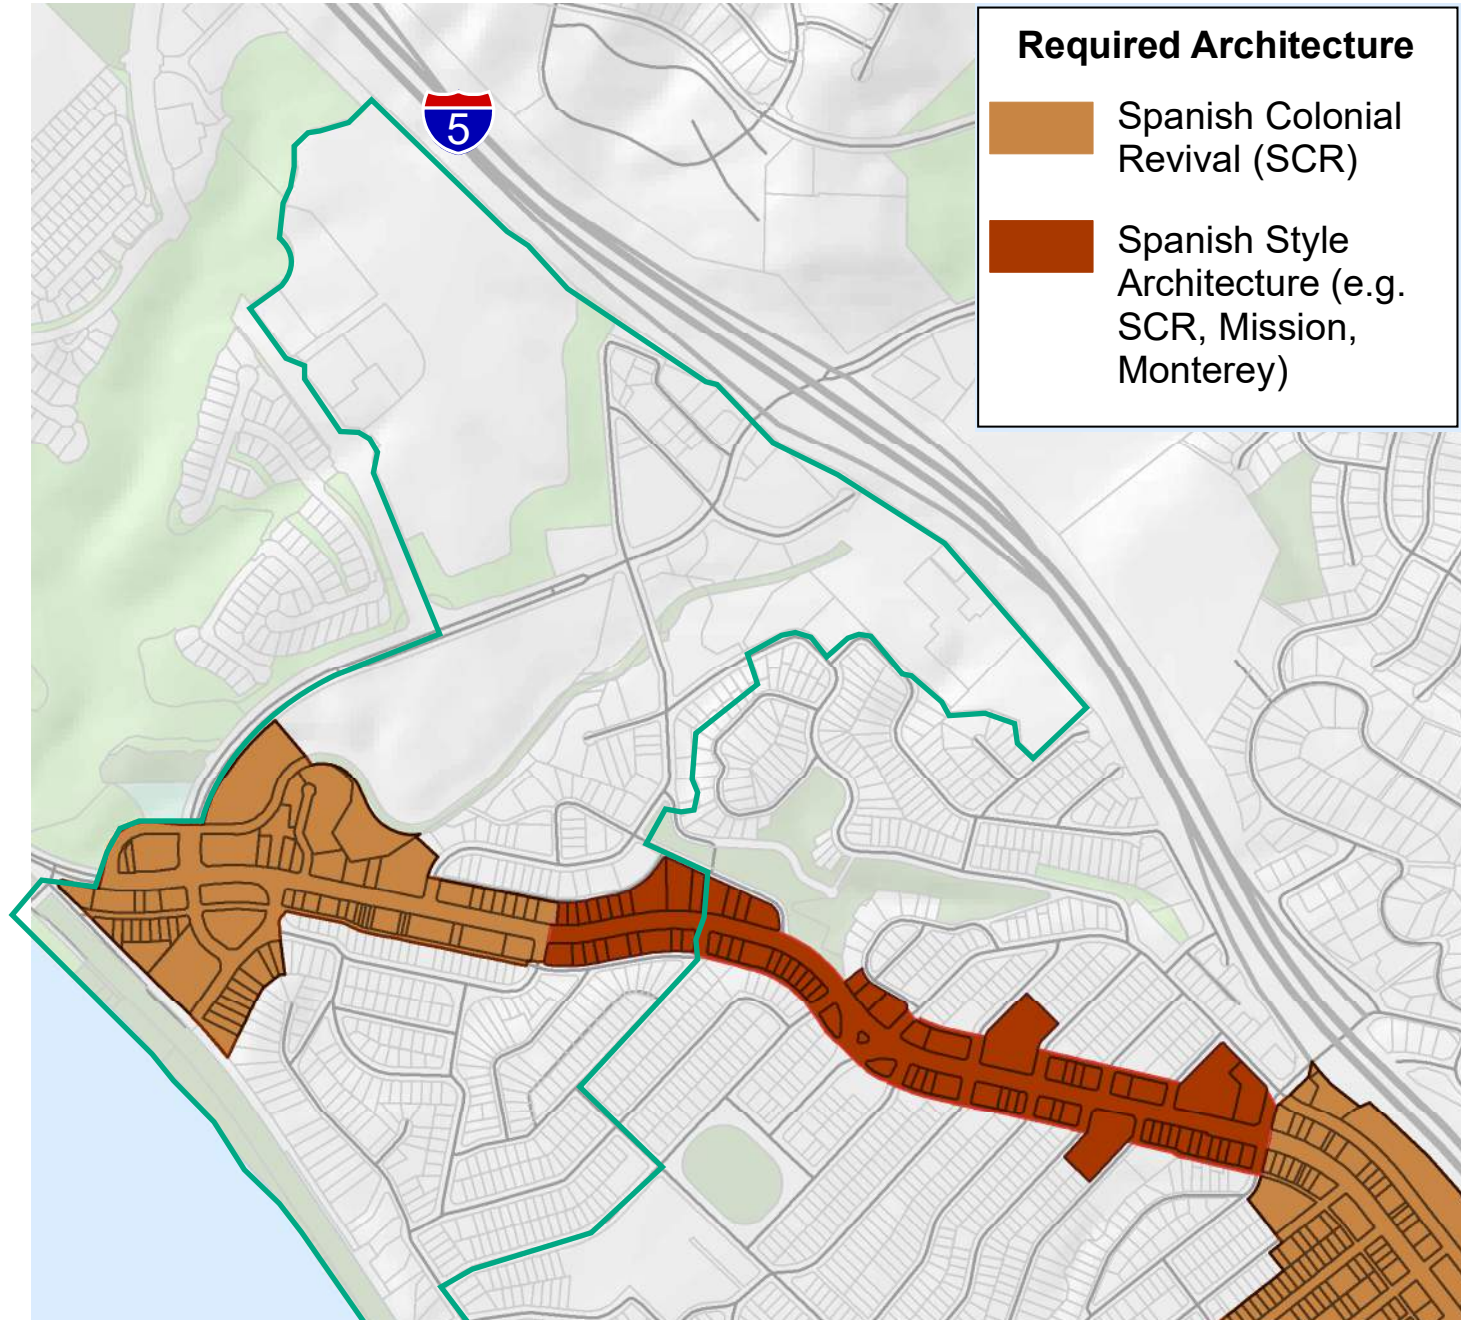 5
Required Architecture
Spanish Colonial
Revival (SCR)
Spanish Style
Architecture (e.g.
SCR, Mission,
Monterey)